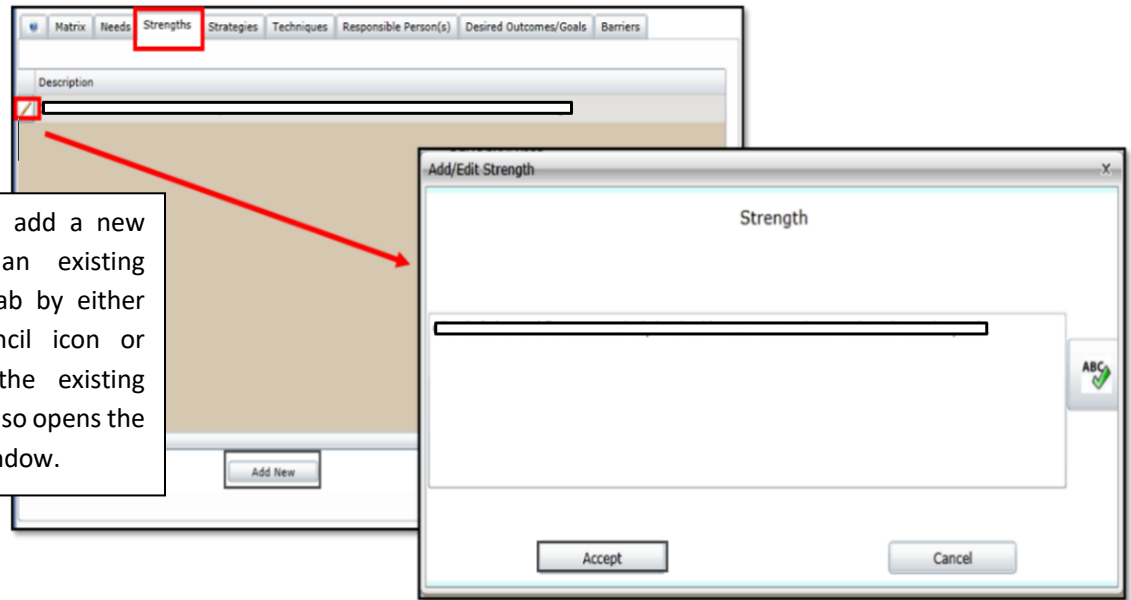 Matrix Needs Strengths Strategies Techniques Responsible Person(s) Desired Outcomes/Goals Barriers
Description
Add/Edit Strength X
Strength
add a new
an existing
ab by either
ncil icon or
the existing
so opens the
ndow.
ABC
Add New
Accept Cancel